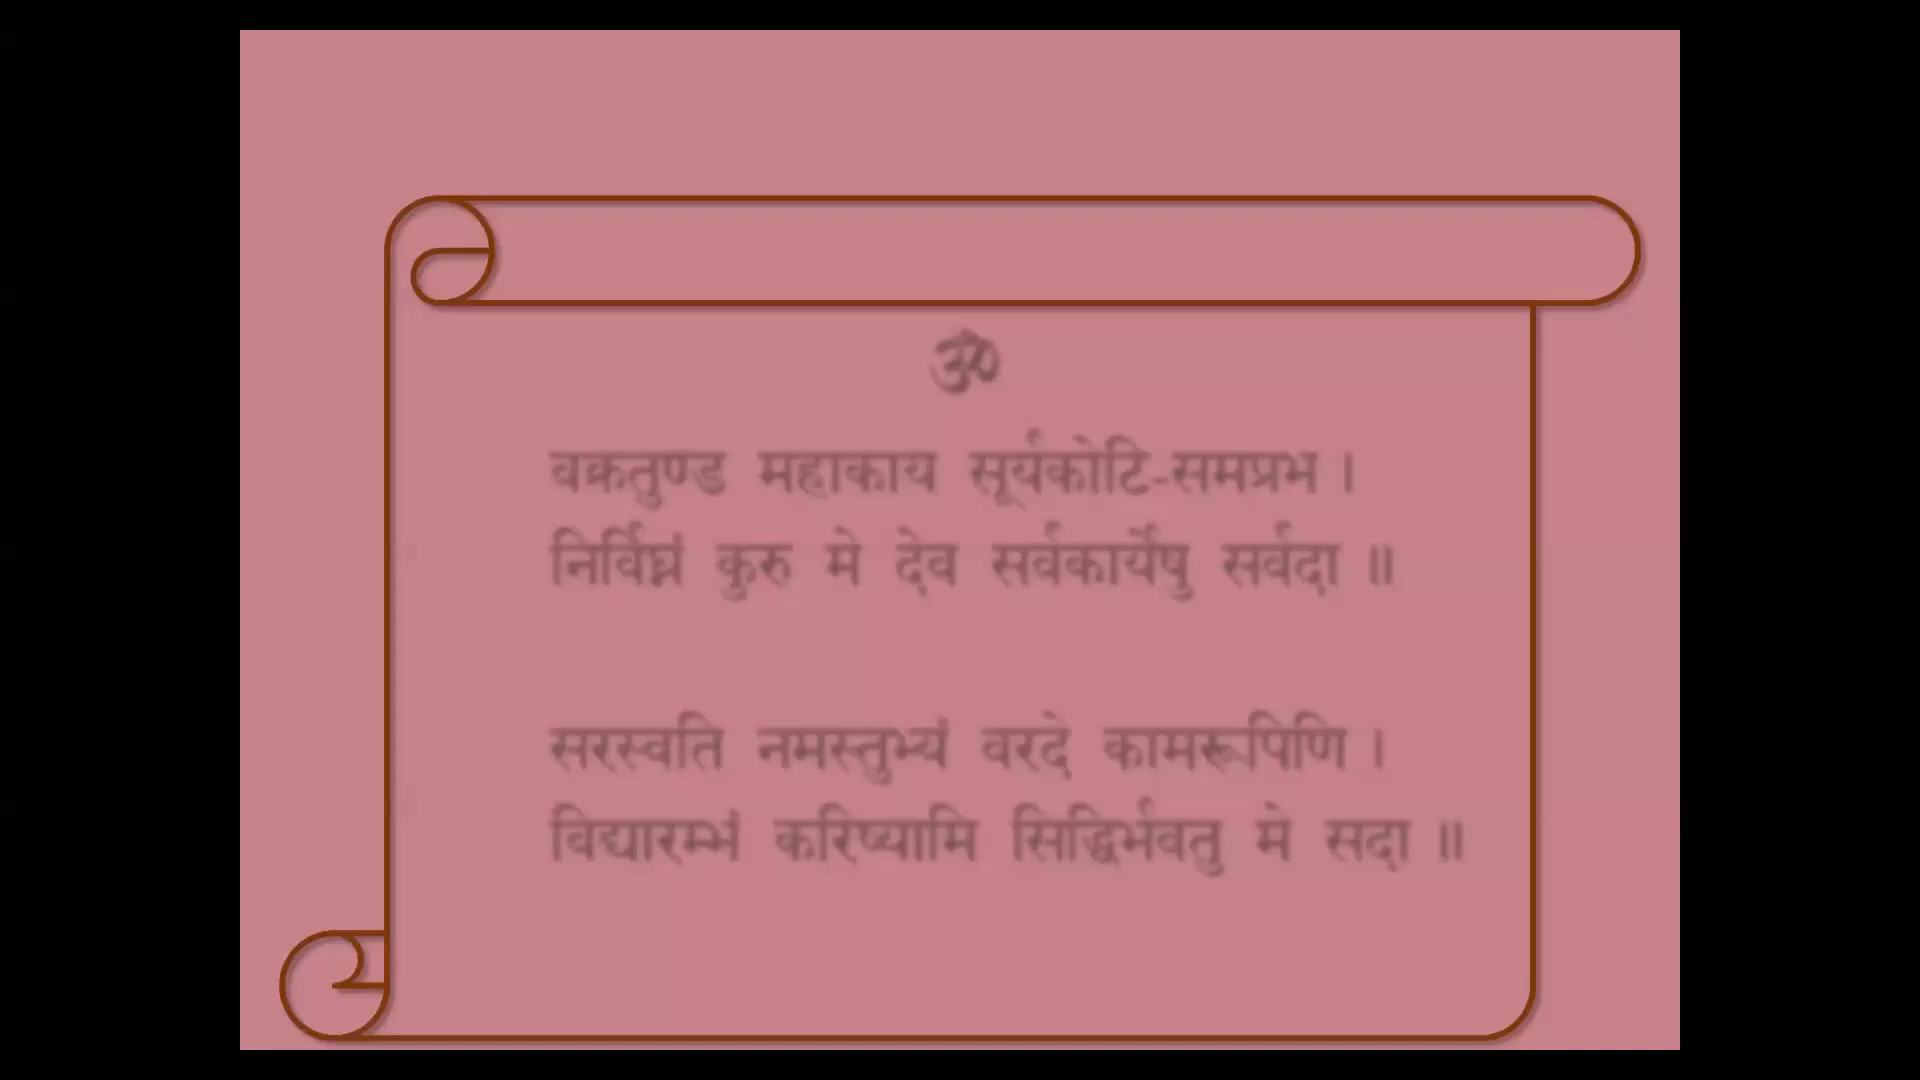 ॐ
वक्रतुण्ड महाकाय सूर्यकोटि-समप्रभ ।
निर्विघ्नं कुरु मे देव सर्वकार्येषु सर्वदा ॥
सरस्वति नमस्तुभ्यं वरदे कामरूपिणि ।
विद्यारम्भं करिष्यामि सिद्धिर्भवतु मे सदा ॥